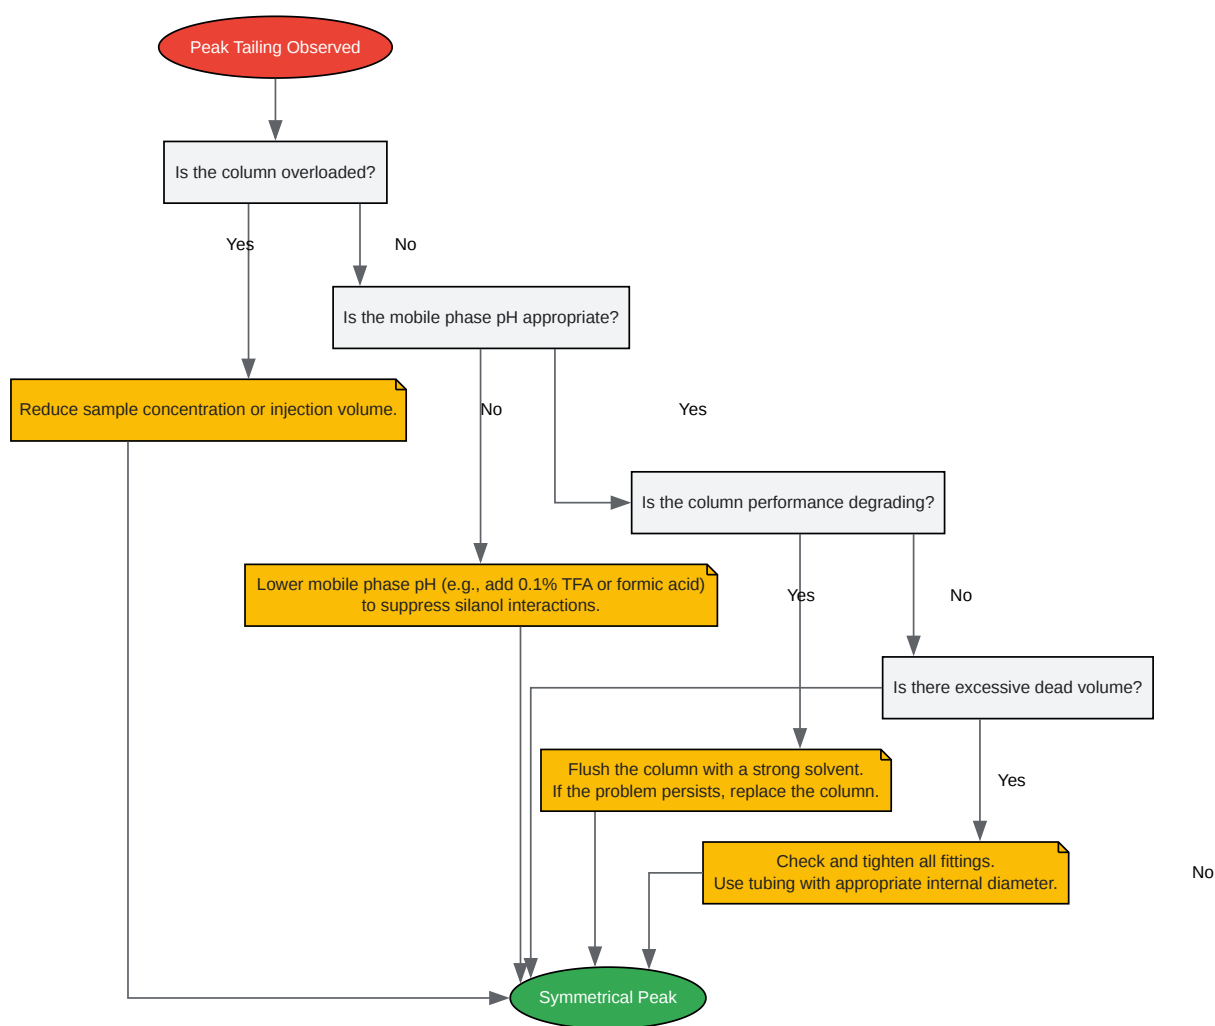 Peak Tailing Observed
Is the column overloaded?
Yes
No
Is the mobile phase pH appropriate?
Reduce sample concentration or injection volume.
No
Yes
Is the column performance degrading?
Lower mobile phase pH (e.g., add 0.1% TFA or formic acid)
to suppress silanol interactions.
Yes
No
Is there excessive dead volume?
Flush the column with a strong solvent.
If the problem persists, replace the column.
Yes
Check and tighten all fittings.
Use tubing with appropriate internal diameter.
No
Symmetrical Peak